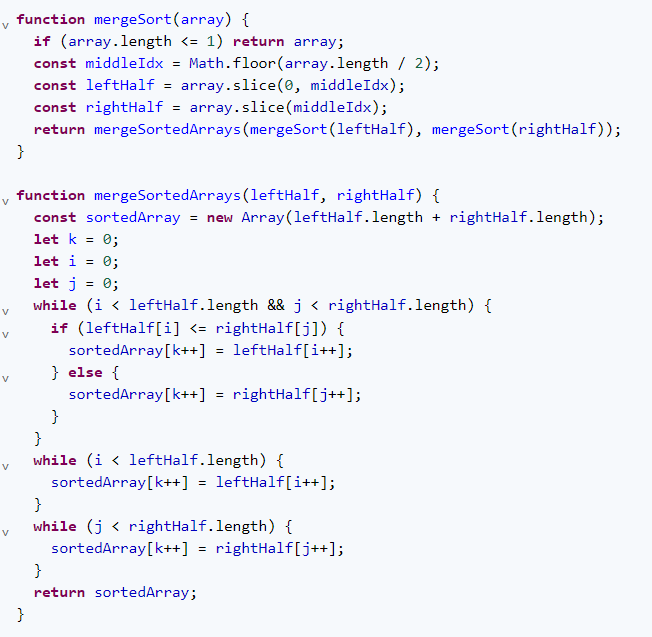 function mergeSort(array) {
  if (array.length <= 1) return array;
  const middleIdx = Math.floor(array.length / 2);
  const leftHalf = array.slice(0, middleIdx);
  const rightHalf = array.slice(middleIdx);
  return mergeSortedArrays(mergeSort(leftHalf), mergeSort(rightHalf));
}

function mergeSortedArrays(leftHalf, rightHalf) {
  const sortedArray = new Array(leftHalf.length + rightHalf.length);
  let k = 0;
  let i = 0;
  let j = 0;
  while (i < leftHalf.length && j < rightHalf.length) {
    if (leftHalf[i] <= rightHalf[j]) {
      sortedArray[k++] = leftHalf[i++];
    } else {
      sortedArray[k++] = rightHalf[j++];
    }
  }
  while (i < leftHalf.length) {
    sortedArray[k++] = leftHalf[i++];
  }
  while (j < rightHalf.length) {
    sortedArray[k++] = rightHalf[j++];
  }
  return sortedArray;
}